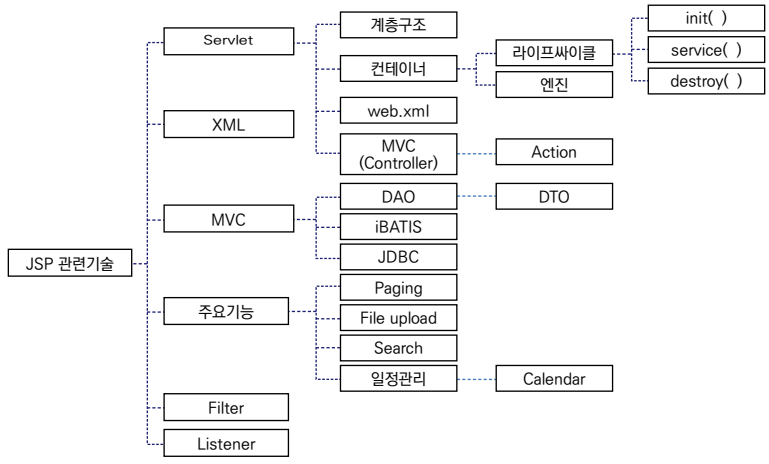 JSP 관련기술
Servlet
계층구조
컨테이너
라이프싸이클
init( )
service( )
destroy( )
엔진
web.xml
MVC
(Controller)
Action
XML
MVC
DAO
DTO
iBATIS
JDBC
주요기능
Paging
File upload
Search
일정관리
Calendar
Filter
Listener